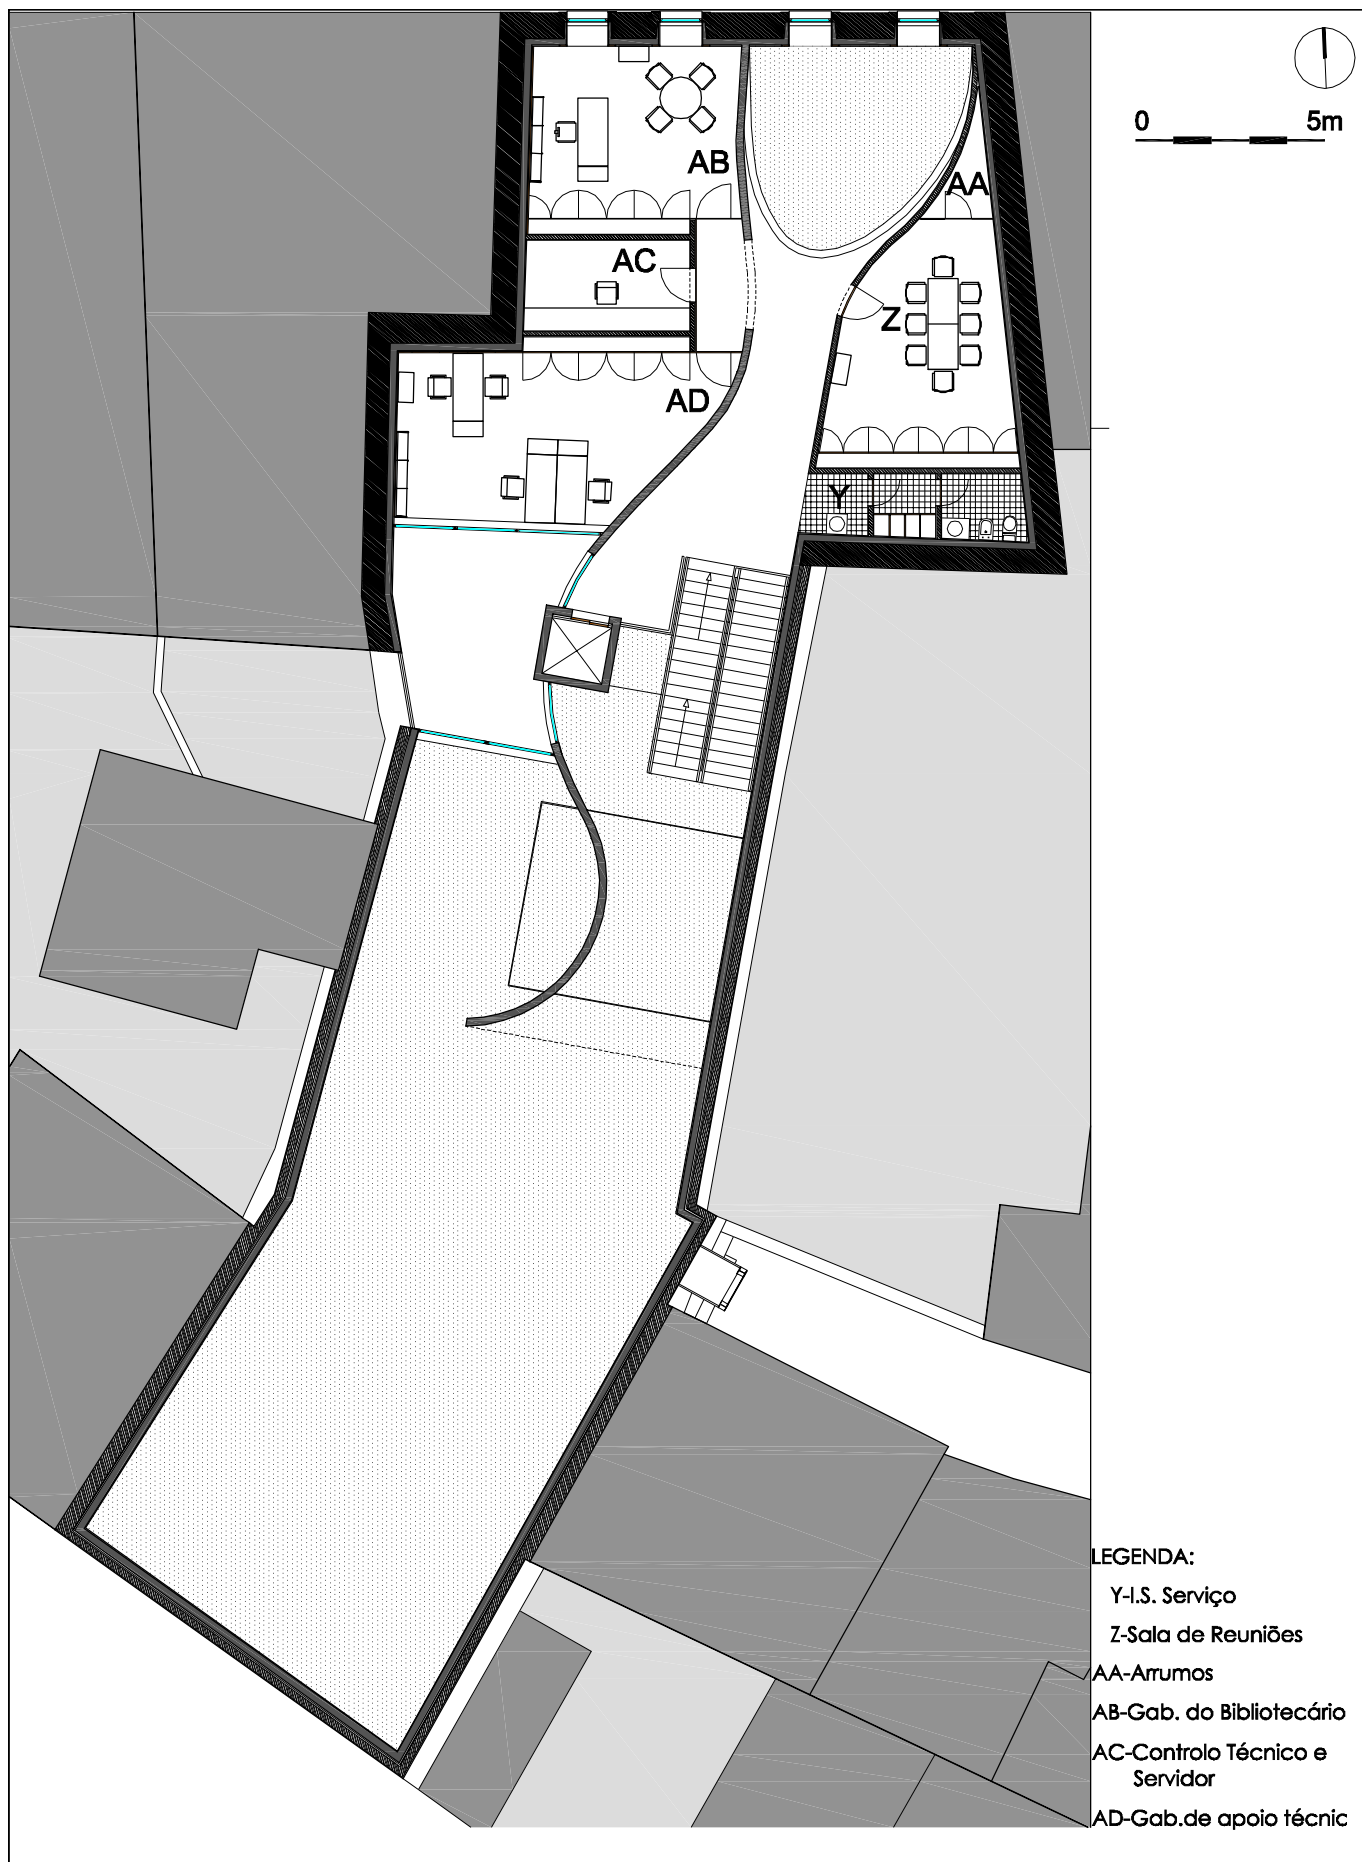 0 5m
AB
AA
AC
Z
AD
Y
LEGENDA:
Y-I.S. Serviço
Z-Sala de Reuniões
AA-Arrumos
AB-Gab. do Bibliotecário
AC-Controlo Técnico e
Servidor
AD-Gab.de apoio técnic